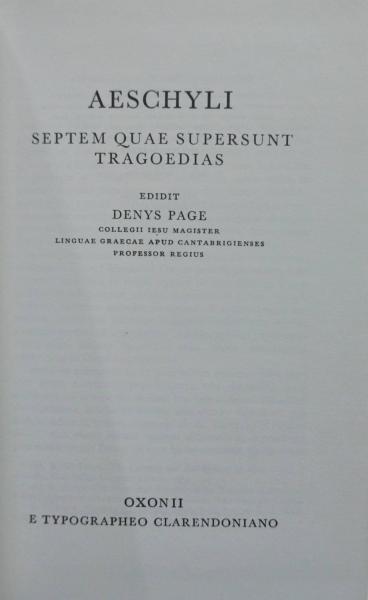 AESCHYLI
SEPTEM QUAE SUPERSUNT
TRAGOEDIAS
EDIDIT
DENYS PAGE
COLLEGII IESU MAGISTER
LINGUAE GRAECAE APUD CANTABRIGIENSES
PROFESSOR REGIUS
OXONII
E TYPOGRAPHEO CLARENDONIANO